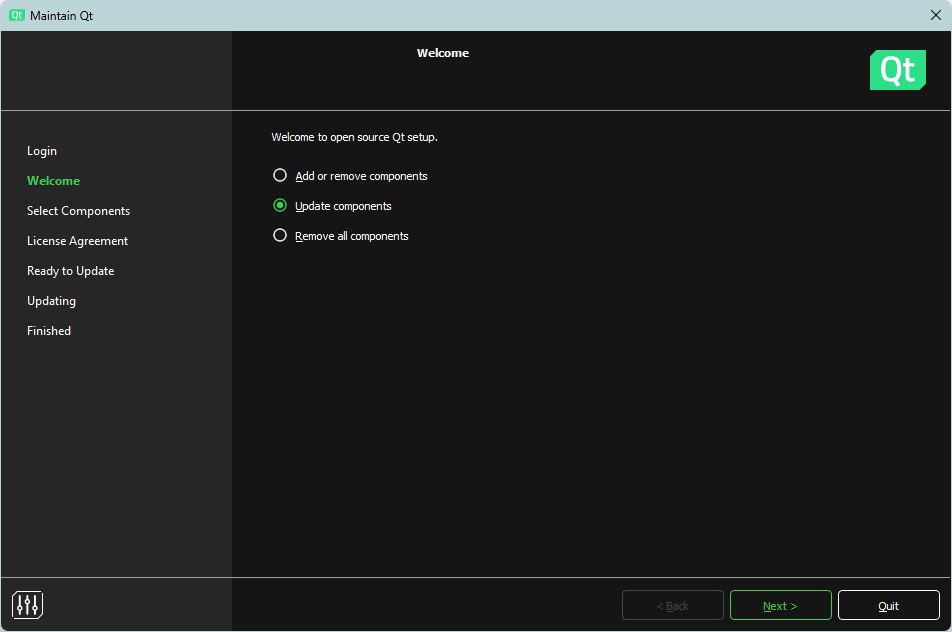 Qt Maintain Qt
Welcome
Qt
Login
Welcome
Select Components
License Agreement
Ready to Update
Updating
Finished
Welcome to open source Qt setup.
Add or remove components
Update components
Remove all components
< Back
Next >
Quit